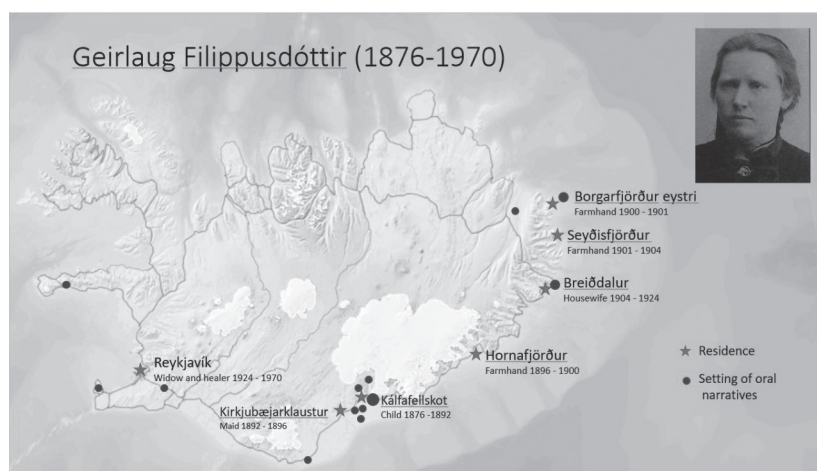 Geirlaug Filippusdóttir (1876-1970)
Borgarfjörður eystri
Farmhand 1900 - 1901
Seyðisfjörður
Farmhand 1901 - 1904
Breiðdalur
Housewife 1904 - 1924
Hornafjörður
Farmhand 1896 - 1900
Residence
Setting of oral
narratives
Reykjavík
Widow and healer 1924 - 1970
Kálfafellskot
Child 1876 -1892
Kirkjubæjarklaustur
Maid 1892 - 1896